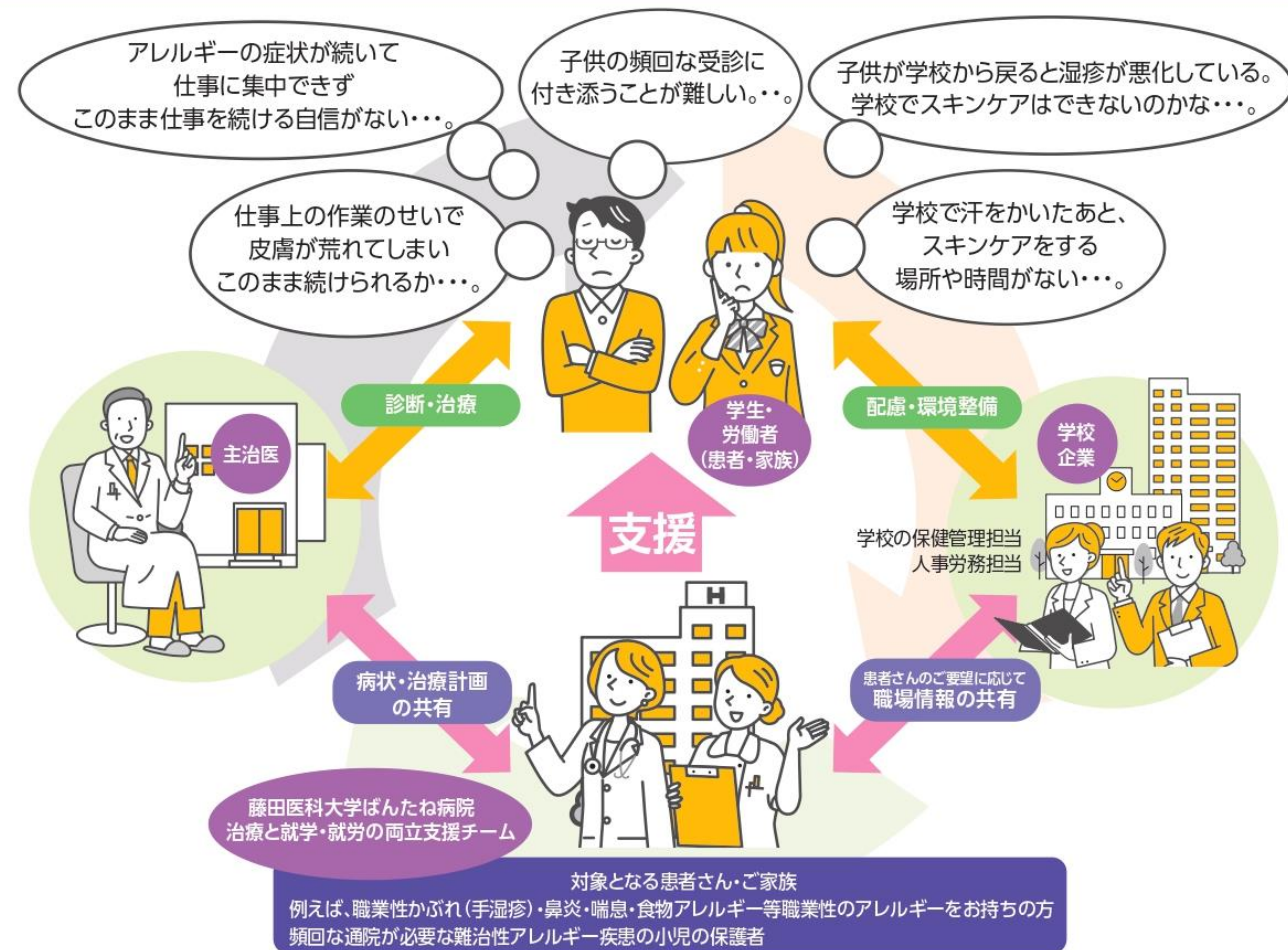 アレルギーの症状が続いて
仕事に集中できず
このまま仕事を続ける自信がない・・・。
子供の頻回な受診に
付き添うことが難しい。・・。
子供が学校から戻ると湿疹が悪化している。
学校でスキンケアはできないのかな・・・。
仕事上の作業のせいで
皮膚が荒れてしまい
このまま続けられるか・・・。
学校で汗をかいたあと、
スキンケアをする
場所や時間がない・・・。
診断・治療
学生・
労働者
(患者・家族)
配慮・環境整備
主治医
学校
企業
支援
学校の保健管理担当
人事労務担当
H
病状・治療計画
の共有
患者さんのご要望に応じて
職場情報の共有
藤田医科大学ばんたね病院
治療と就学・就労の両立支援チーム
対象となる患者さん・ご家族
例えば、職業性かぶれ(手湿疹)・鼻炎・喘息・食物アレルギー等職業性のアレルギーをお持ちの方
頻回な通院が必要な難治性アレルギー疾患の小児の保護者